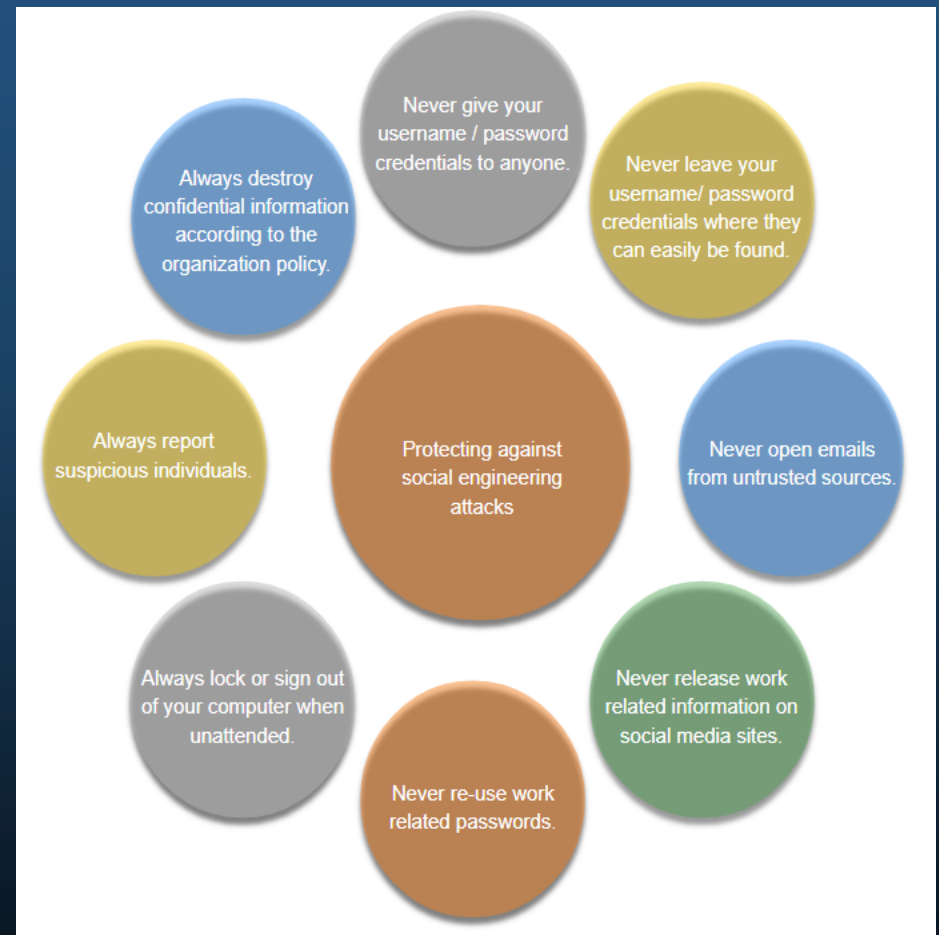 Never give your
username / password
credentials to anyone.
Never leave your
username/ password
credentials where they
can easily be found.
Never open emails
from untrusted sources.
Never release work
related information on
social media sites.
Never re-use work
related passwords.
Always lock or sign out
of your computer when
unattended.
Always report
suspicious individuals.
Always destroy
confidential information
according to the
organization policy.
Protecting against
social engineering
attacks